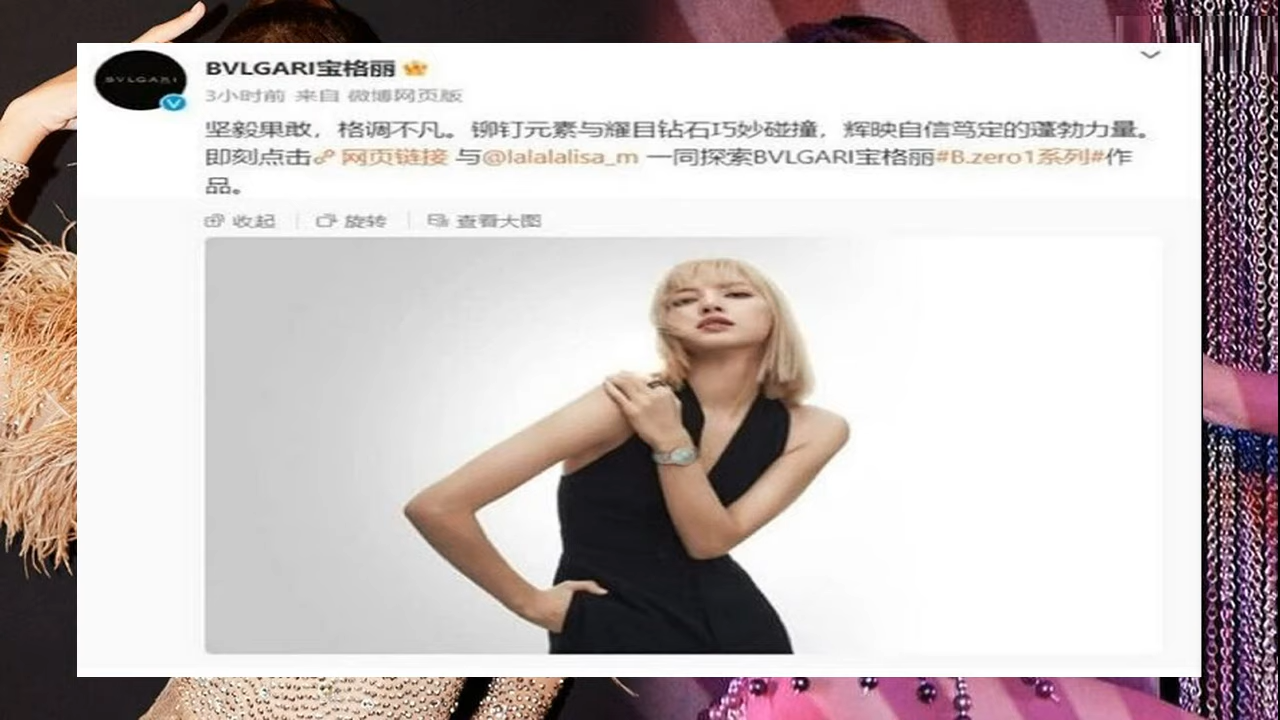 BVLGARI
BVLGARI宝格丽
3小时前 来自 微博网页版
坚毅果敢，格调不凡。铆钉元素与耀目钻石巧妙碰撞，辉映自信笃定的蓬勃力量。
即刻点击 网页链接 与@lalalalisa_m 一同探索BVLGARI宝格丽#B.zero1系列#作
品。
收起 旋转 查看大图